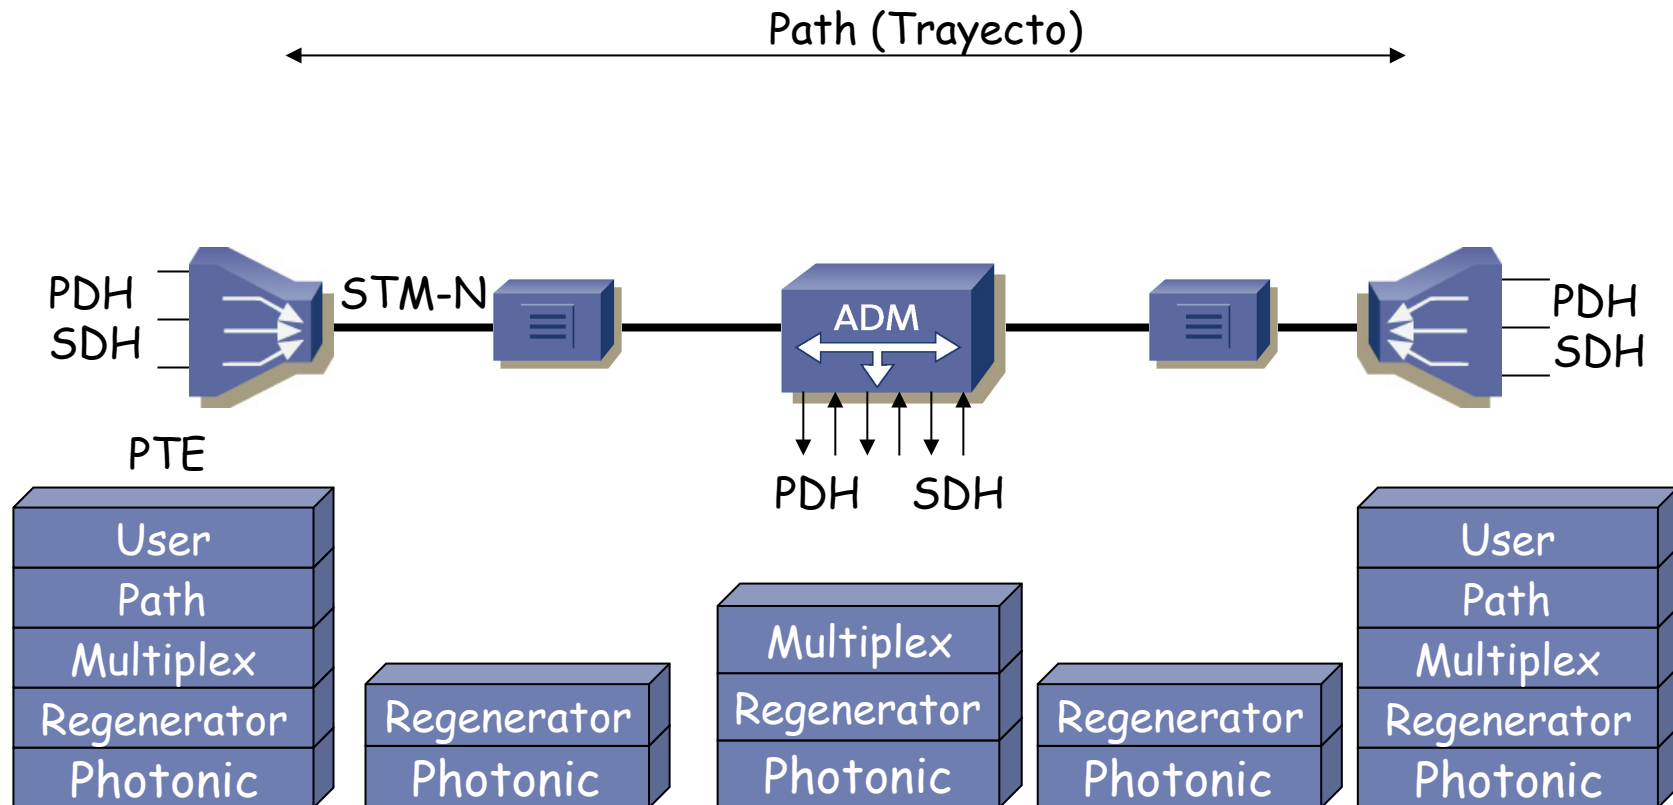 Path (Trayecto)
PDH
SDH
STM-N
ADM
PDH
SDH
PDH SDH
PTE
User
Path
Multiplex
Regenerator
Photonic
Regenerator
Photonic
Multiplex
Regenerator
Photonic
Regenerator
Photonic
User
Path
Multiplex
Regenerator
Photonic